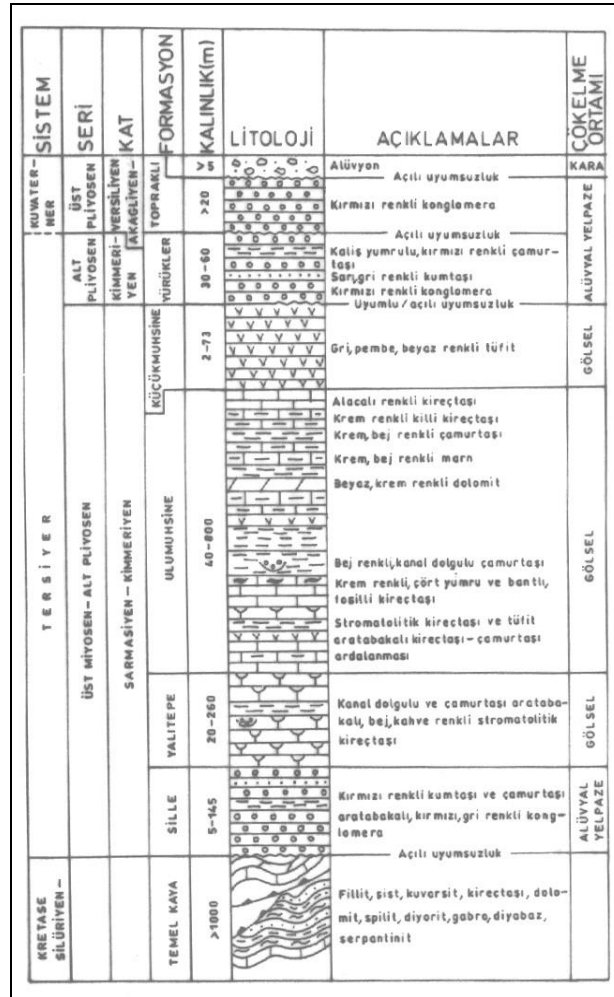 SİSTEM
SERİ
KAT
FORMASYON
KALINLIK(m)
LİTOLOJİ
AÇIKLAMALAR
ÇÖKELME
ORTAMI
KUVATER-
NER
ÜST
PLİYOSEN
VERSİLİYEN
AKAGLİYEN-
TOPRAKLI
>5
Alüvyon
KARA
Açılı uyumsuzluk
>20
Kırmızı renkli konglomera
ALÜVYAL YELPAZE
Açılı uyumsuzluk
ALT
PLİYOSEN
KİMMERİ-
YEN
YÜRÜKLER
30-60
Kaliş yumrulu, kırmızı renkli çamur-
taşı
Sarı, gri renkli kumtaşı
Kırmızı renkli konglomera
Uyumlu / açılı uyumsuzluk
TERSİYER
ÜST MİYOSEN-ALT PLİYOSEN
SARMASİYEN-KİMMERİYEN
KÜÇÜKMUHSİNE
2-73
Gri, pembe, beyaz renkli tüfit
GÖLSEL
ULUMUHSİNE
40-800
Alacalı renkli kireçtaşı
Krem renkli killi kireçtaşı
Krem, bej renkli çamurtaşı
Krem, bej renkli marn
Beyaz, krem renkli dolomit
Bej renkli, kanal dolgulu çamurtaşı
Krem renkli, çört yumru ve bantlı,
fosilli kireçtaşı
Stromatolitik kireçtaşı ve tüfit
aratabakalı kireçtaşı-çamurtaşı
ardalanması
GÖLSEL
YALITEPE
20-260
Kanal dolgulu ve çamurtaşı arataba-
kalı, bej, kahve renkli stromatolitik
kireçtaşı
GÖLSEL
SİLLE
5-145
Kırmızı renkli kumtaşı ve çamurtaşı
aratabakalı, kırmızı, gri renkli kong-
lomera
ALÜVYAL
YELPAZE
Açılı uyumsuzluk
KRETASE
SİLÜRİYEN-
TEMEL KAYA
>1000
Fillit, şist, kuvarsit, kireçtaşı, dolo-
mit, spilit, diyorit, gabro, diyabaz,
serpantinit